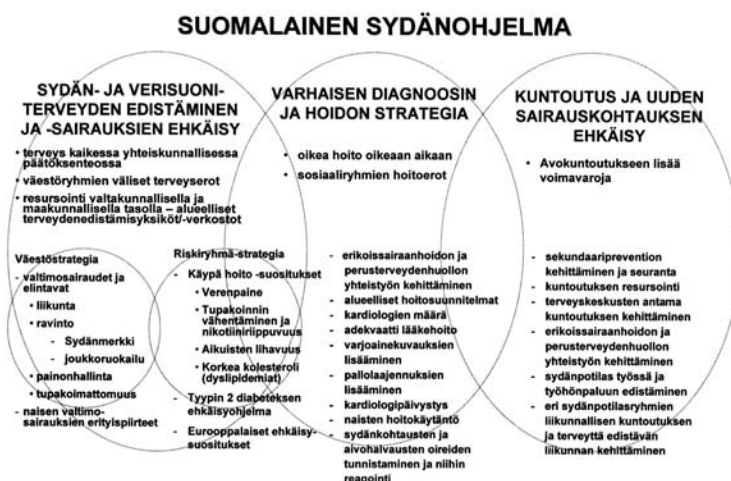 SUOMALAINEN SYDÄNOHJELMA
SYDÄN- JA VERISUONI-
TERVEYDEN EDISTÄMINEN
JA -SAIRAUKSIEN EHKÄISY
• terveys kaikessa yhteiskunnallisessa
päätöksenteossa
• väestöryhmien väliset terveyserot
• resursointi valtakunnallisella ja
maakunnallisella tasolla – alueelliset
terveydenedistämisyksiköt/-verkostot
Väestöstrategia
- valtimosairaudet ja
elintavat
• liikunta
• ravinto
- Sydänmerkki
- joukkoruokailu
• painonhallinta
• tupakoimattomuus
- naisen valtimo-
sairauksien erityispiirteet
Riskiryhmä-strategia
- Käypä hoito -suositukset
• Verenpaine
• Tupakoinnin
vähentäminen ja
nikotiiniriippuvuus
• Aikuisten lihavuus
• Korkea kolesteroli
(dyslipidemiat)
- Tyypin 2 diabeteksen
ehkäisyohjelma
- Eurooppalaiset ehkäisy-
suositukset
VARHAISEN DIAGNOOSIN
JA HOIDON STRATEGIA
• oikea hoito oikeaan aikaan
• sosiaaliryhmien hoitoerot
- erikoissairaanhoidon ja
perusterveydenhuollon
yhteistyön kehittäminen
- alueelliset hoitosuunnitelmat
- kardiologien määrä
- adekvaatti lääkehoito
- varjoainekuvauksien
lisääminen
- pallolaajennuksien
lisääminen
- kardiologipäivystys
- naisten hoitokäytäntö
- sydänkohtausten ja
aivohalvausten oireiden
tunnistaminen ja niihin
reagointi
KUNTOUTUS JA UUDEN
SAIRAUSKOHTAUKSEN
EHKÄISY
• Avokuntoutukseen lisää
voimavaroja
- sekundaariprevention
kehittäminen ja seuranta
- kuntoutuksen resursointi
- terveyskeskusten antama
kuntoutuksen kehittäminen
- erikoissairaanhoidon ja
perusterveydenhuollon
yhteistyön kehittäminen
- sydänpotilas työssä ja
työhönpaluun edistäminen
- eri sydänpotilasryhmien
liikunnallisen kuntoutuksen
ja terveyttä edistävän
liikunnan kehittäminen